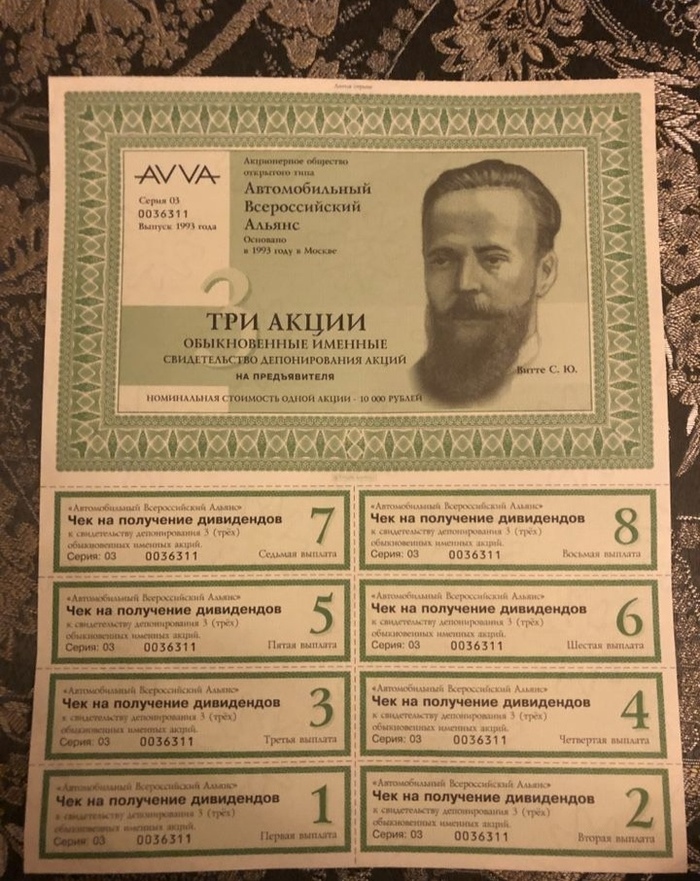 AVVA
Серия 03
0036311
Выпуск 1993 года
Акционерное общество
открытого типа
Автомобильный
Всероссийский
Альянс
Основано
в 1993 году в Москве
3
ТРИ АКЦИИ
ОБЫКНОВЕННЫЕ ИМЕННЫЕ
СВИДЕТЕЛЬСТВО ДЕПОНИРОВАНИЯ АКЦИЙ
НА ПРЕДЪЯВИТЕЛЯ
НОМИНАЛЬНАЯ СТОИМОСТЬ ОДНОЙ АКЦИИ - 10 000 РУБЛЕЙ
Витте С. Ю.
«Автомобильный Всероссийский Альянс»
Чек на получение дивидендов
к свидетельству депонирования 3 (трёх)
обыкновенных именных акций.
Серия: 03 0036311
7
Седьмая выплата
«Автомобильный Всероссийский Альянс»
Чек на получение дивидендов
к свидетельству депонирования 3 (трёх)
обыкновенных именных акций.
Серия: 03 0036311
8
Восьмая выплата
«Автомобильный Всероссийский Альянс»
Чек на получение дивидендов
к свидетельству депонирования 3 (трёх)
обыкновенных именных акций.
Серия: 03 0036311
5
Пятая выплата
«Автомобильный Всероссийский Альянс»
Чек на получение дивидендов
к свидетельству депонирования 3 (трёх)
обыкновенных именных акций.
Серия: 03 0036311
6
Шестая выплата
«Автомобильный Всероссийский Альянс»
Чек на получение дивидендов
к свидетельству депонирования 3 (трёх)
обыкновенных именных акций.
Серия: 03 0036311
3
Третья выплата
«Автомобильный Всероссийский Альянс»
Чек на получение дивидендов
к свидетельству депонирования 3 (трёх)
обыкновенных именных акций.
Серия: 03 0036311
4
Четвертая выплата
«Автомобильный Всероссийский Альянс»
Чек на получение дивидендов
к свидетельству депонирования 3 (трёх)
обыкновенных именных акций.
Серия: 03 0036311
1
Первая выплата
«Автомобильный Всероссийский Альянс»
Чек на получение дивидендов
к свидетельству депонирования 3 (трёх)
обыкновенных именных акций.
Серия: 03 0036311
2
Вторая выплата